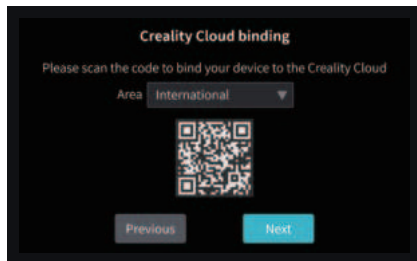 Creality Cloud binding
Please scan the code to bind your device to the Creality Cloud
Area International
Previous Next